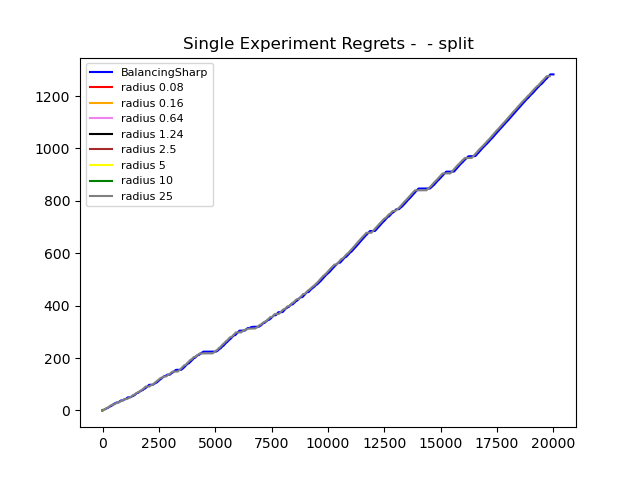 Single Experiment Regrets -  - split
BalancingSharp
radius 0.08
radius 0.16
radius 0.64
radius 1.24
radius 2.5
radius 5
radius 10
radius 25
1200
1000
800
600
400
200
0
0 2500 5000 7500 10000 12500 15000 17500 20000